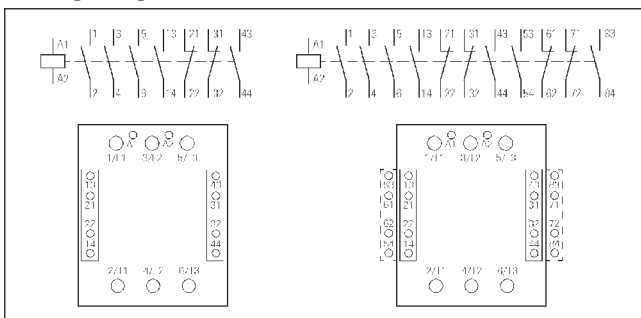 1 3 5 13 21 31 43
A1
A2
2 4 6 14 22 32 44
1 3 5 13 21 31 43 53 61 71 83
A1
A2
2 4 6 14 22 32 44 54 62 72 84
A1 A2
1/L1 3/L2 5/L3
13 43
21 31
22 32
14 44
2/T1 4/T2 6/T3
A1 A2
1/L1 3/L2 5/L3
53 13 43 83
61 21 31 71
62 22 32 72
54 14 44 84
2/T1 4/T2 6/T3